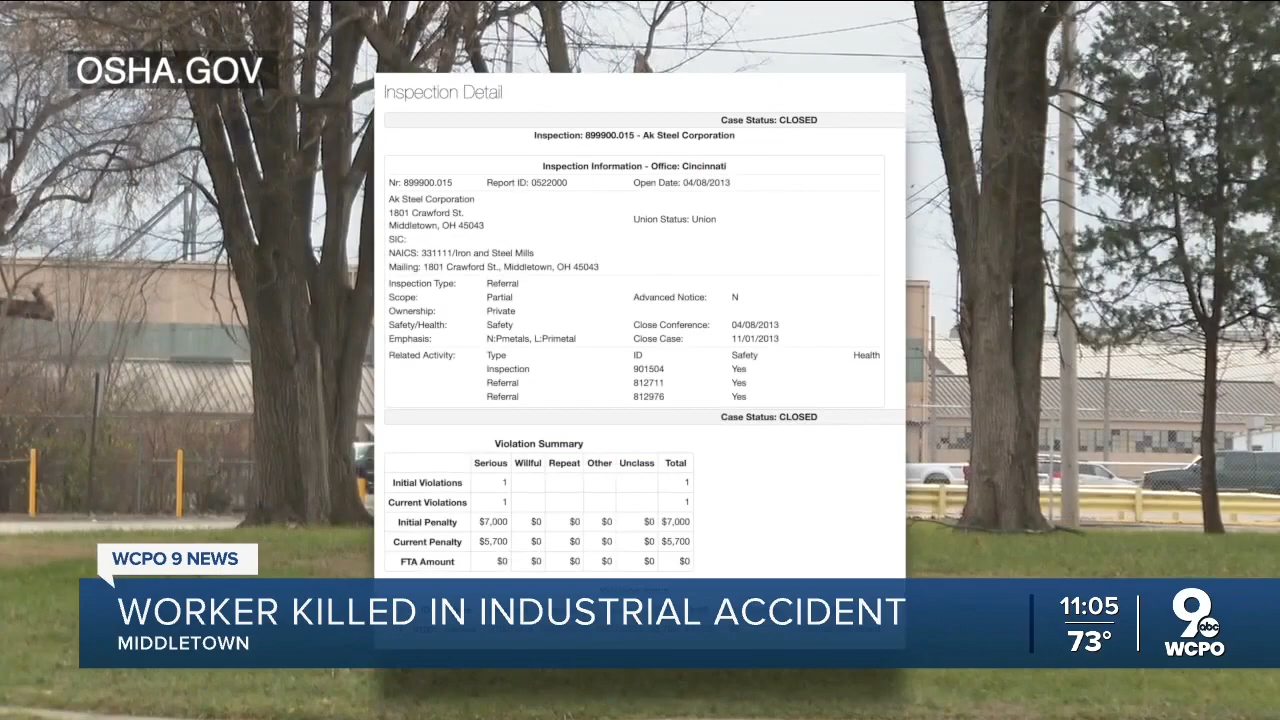 OSHA.GOV
Inspection Detail
Case Status: CLOSED
Inspection: 899900.015 - Ak Steel Corporation
Inspection Information - Office: Cincinnati
Nr: 899900.015 Report ID: 0522000 Open Date: 04/08/2013
Ak Steel Corporation
1801 Crawford St.
Middletown, OH 45043
Union Status: Union
SIC:
NAICS: 331111/Iron and Steel Mills
Mailing: 1801 Crawford St., Middletown, OH 45043
Inspection Type: Referral
Scope: Partial Advanced Notice: N
Ownership: Private
Safety/Health: Safety Close Conference: 04/08/2013
Emphasis: N:Pmetals, L:Primetal Close Case: 11/01/2013
Related Activity: Type ID Safety Health
Inspection 901504 Yes
Referral 812711 Yes
Referral 812976 Yes
Case Status: CLOSED
Violation Summary
Serious Willful Repeat Other Unclass Total
Initial Violations 1 1
Current Violations 1 1
Initial Penalty $7,000 $0 $0 $0 $0 $7,000
Current Penalty $5,700 $0 $0 $0 $0 $5,700
FTA Amount $0 $0 $0 $0 $0 $0
WCPO 9 NEWS
WORKER KILLED IN INDUSTRIAL ACCIDENT
MIDDLETOWN
11:05
73°
9
abc
WCPO